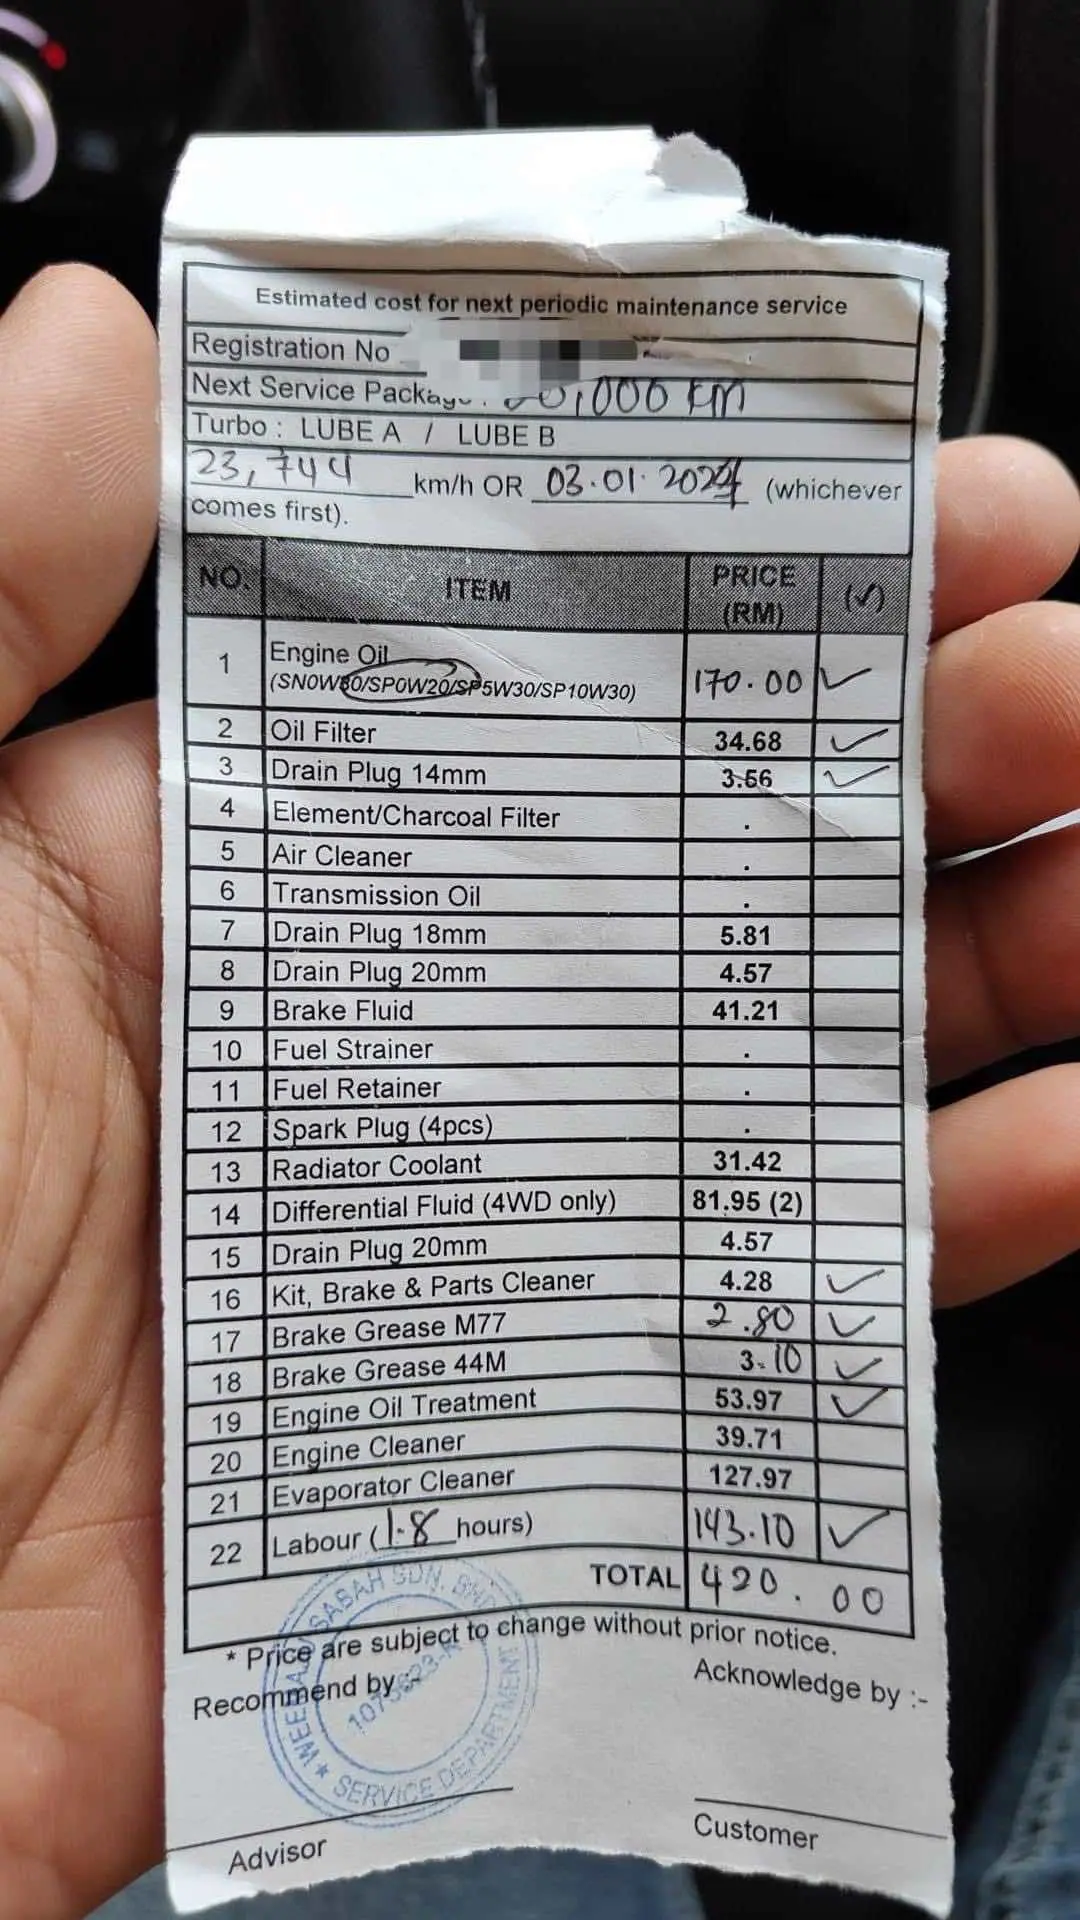 Estimated cost for next periodic maintenance service
Registration No
Next Service Package : 20,000 km
Turbo : LUBE A / LUBE B
23,744 km/h OR 03.01.2024 (whichever
comes first).
NO. ITEM PRICE (RM) (✓)
1 Engine Oil (SN0W30/SP0W20/SP5W30/SP10W30) 170.00 ✓
2 Oil Filter 34.68 ✓
3 Drain Plug 14mm 3.56 ✓
4 Element/Charcoal Filter .
5 Air Cleaner .
6 Transmission Oil .
7 Drain Plug 18mm 5.81
8 Drain Plug 20mm 4.57
9 Brake Fluid 41.21
10 Fuel Strainer .
11 Fuel Retainer .
12 Spark Plug (4pcs) .
13 Radiator Coolant 31.42
14 Differential Fluid (4WD only) 81.95 (2)
15 Drain Plug 20mm 4.57
16 Kit, Brake & Parts Cleaner 4.28 ✓
17 Brake Grease M77 2.80 ✓
18 Brake Grease 44M 3.10 ✓
19 Engine Oil Treatment 53.97 ✓
20 Engine Cleaner 39.71
21 Evaporator Cleaner 127.97
22 Labour (1.8 hours) 143.10 ✓
TOTAL 420.00
* Price are subject to change without prior notice.
Recommend by :-
Acknowledge by :-
SABAH SDN. BHD
SERVICE DEPARTMENT
Advisor
Customer